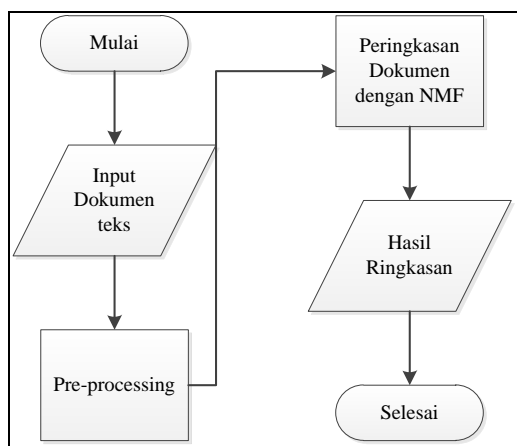 Mulai
Input
Dokumen
teks
Pre-processing
Peringkasan
Dokumen
dengan NMF
Hasil
Ringkasan
Selesai